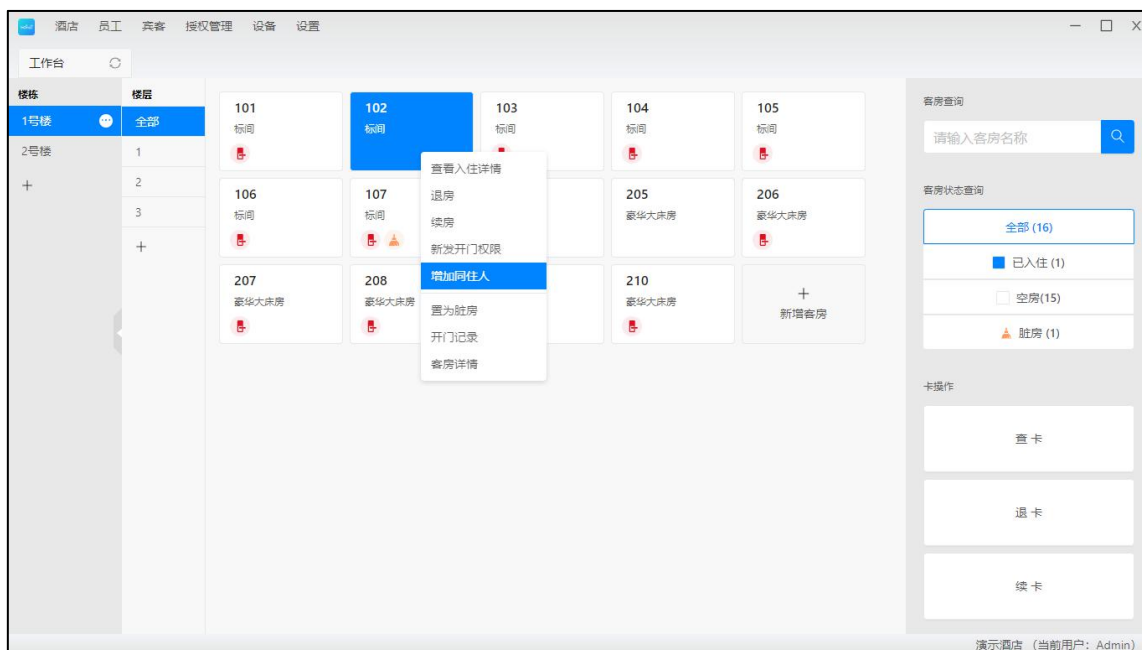 酒店 员工 宾客 授权管理 设备 设置
工作台
楼栋
1号楼
2号楼
+
楼层
全部
1
2
3
+
101
标间
102
标间
103
标间
104
标间
105
标间
106
标间
107
标间
205
豪华大床房
206
豪华大床房
207
豪华大床房
208
豪华大床房
210
豪华大床房
+
新增客房
查看入住详情
退房
续房
新发开门权限
增加同住人
置为脏房
开门记录
客房详情
客房查询
请输入客房名称
客房状态查询
全部 (16)
已入住 (1)
空房(15)
脏房 (1)
卡操作
查卡
退卡
续卡
演示酒店 (当前用户: Admin)